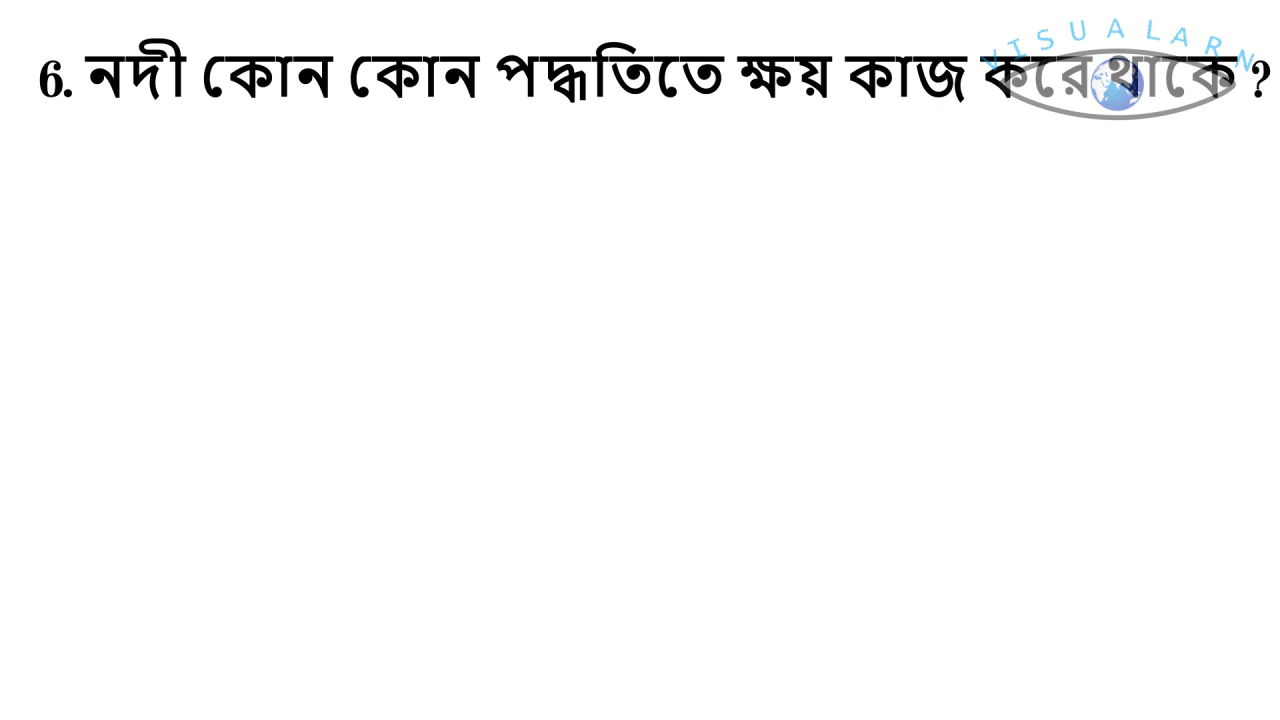 6. নদী কোন কোন পদ্ধতিতে ক্ষয় কাজ করে থাকে ?
VISUALARN